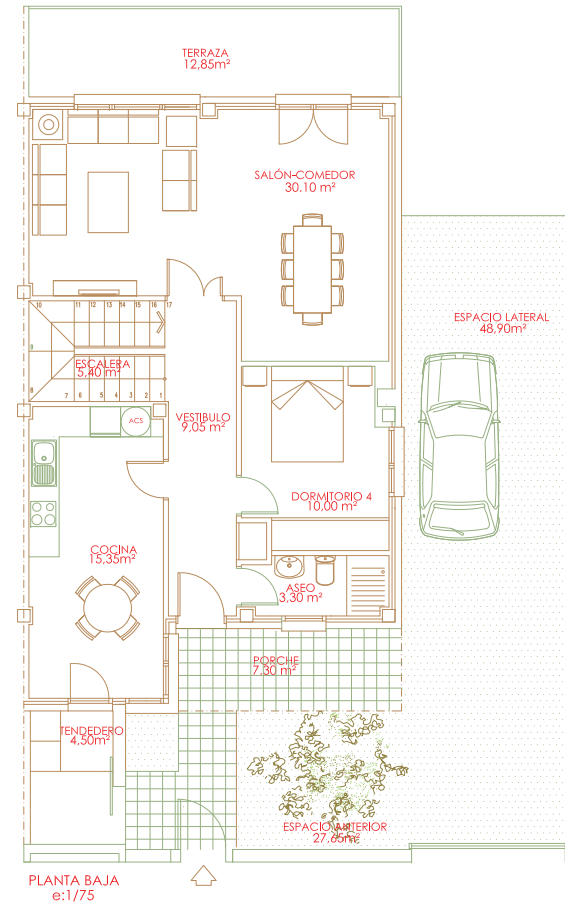 TERRAZA
12,85m²
SALÓN-COMEDOR
30.10 m²
ESPACIO LATERAL
48,90m²
10 11 12 13 14 15 16 17
9
ESCALERA
5,40 m²
8 7 6 5 4 3 2 1
VESTIBULO
9,05 m²
ACS
DORMITORIO 4
10,00 m²
COCINA
15,35m²
ASEO
3,30 m²
PORCHE
7,30 m²
TENDEDERO
4,50m²
ESPACIO ANTERIOR
27,65m²
PLANTA BAJA
e:1/75